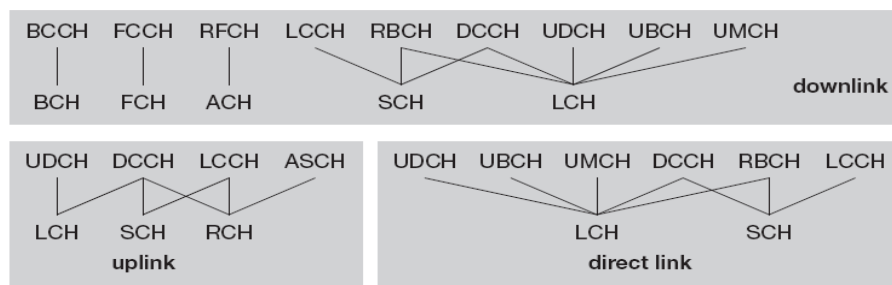 BCCH FCCH RFCH LCCH RBCH DCCH UDCH UBCH UMCH
downlink
BCH FCH ACH SCH LCH
UDCH DCCH LCCH ASCH
LCH SCH RCH
uplink
UDCH UBCH UMCH DCCH RBCH LCCH
LCH SCH
direct link